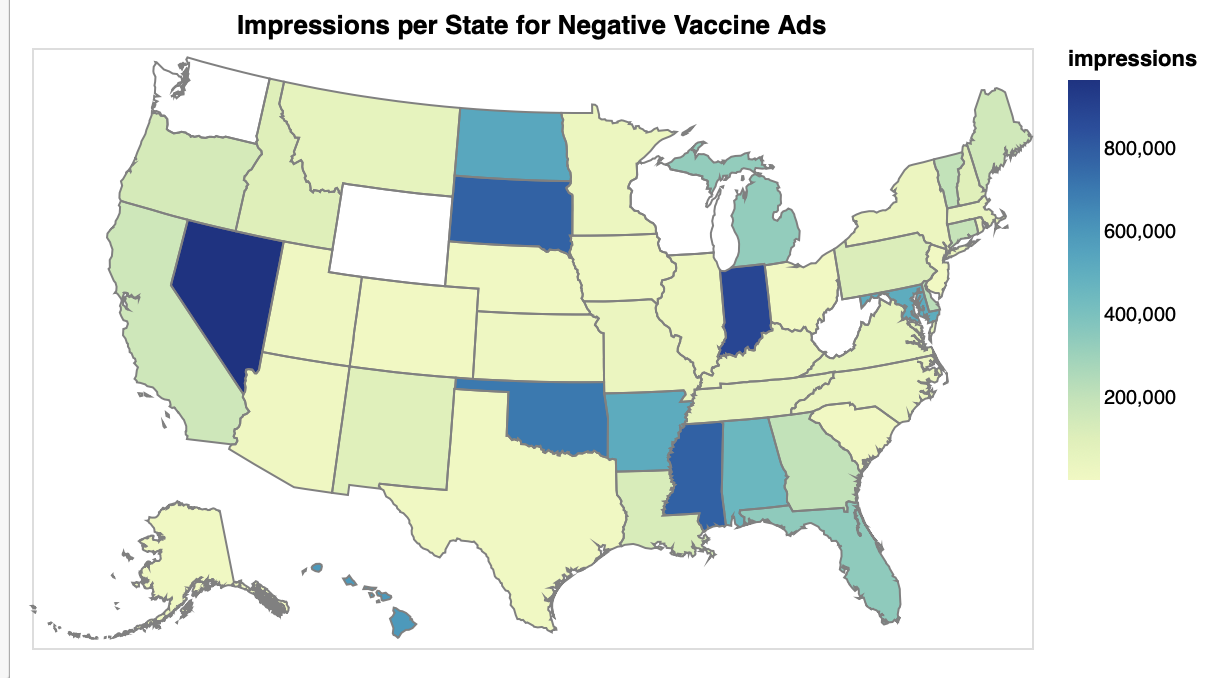 Impressions per State for Negative Vaccine Ads
impressions
800,000
600,000
400,000
200,000